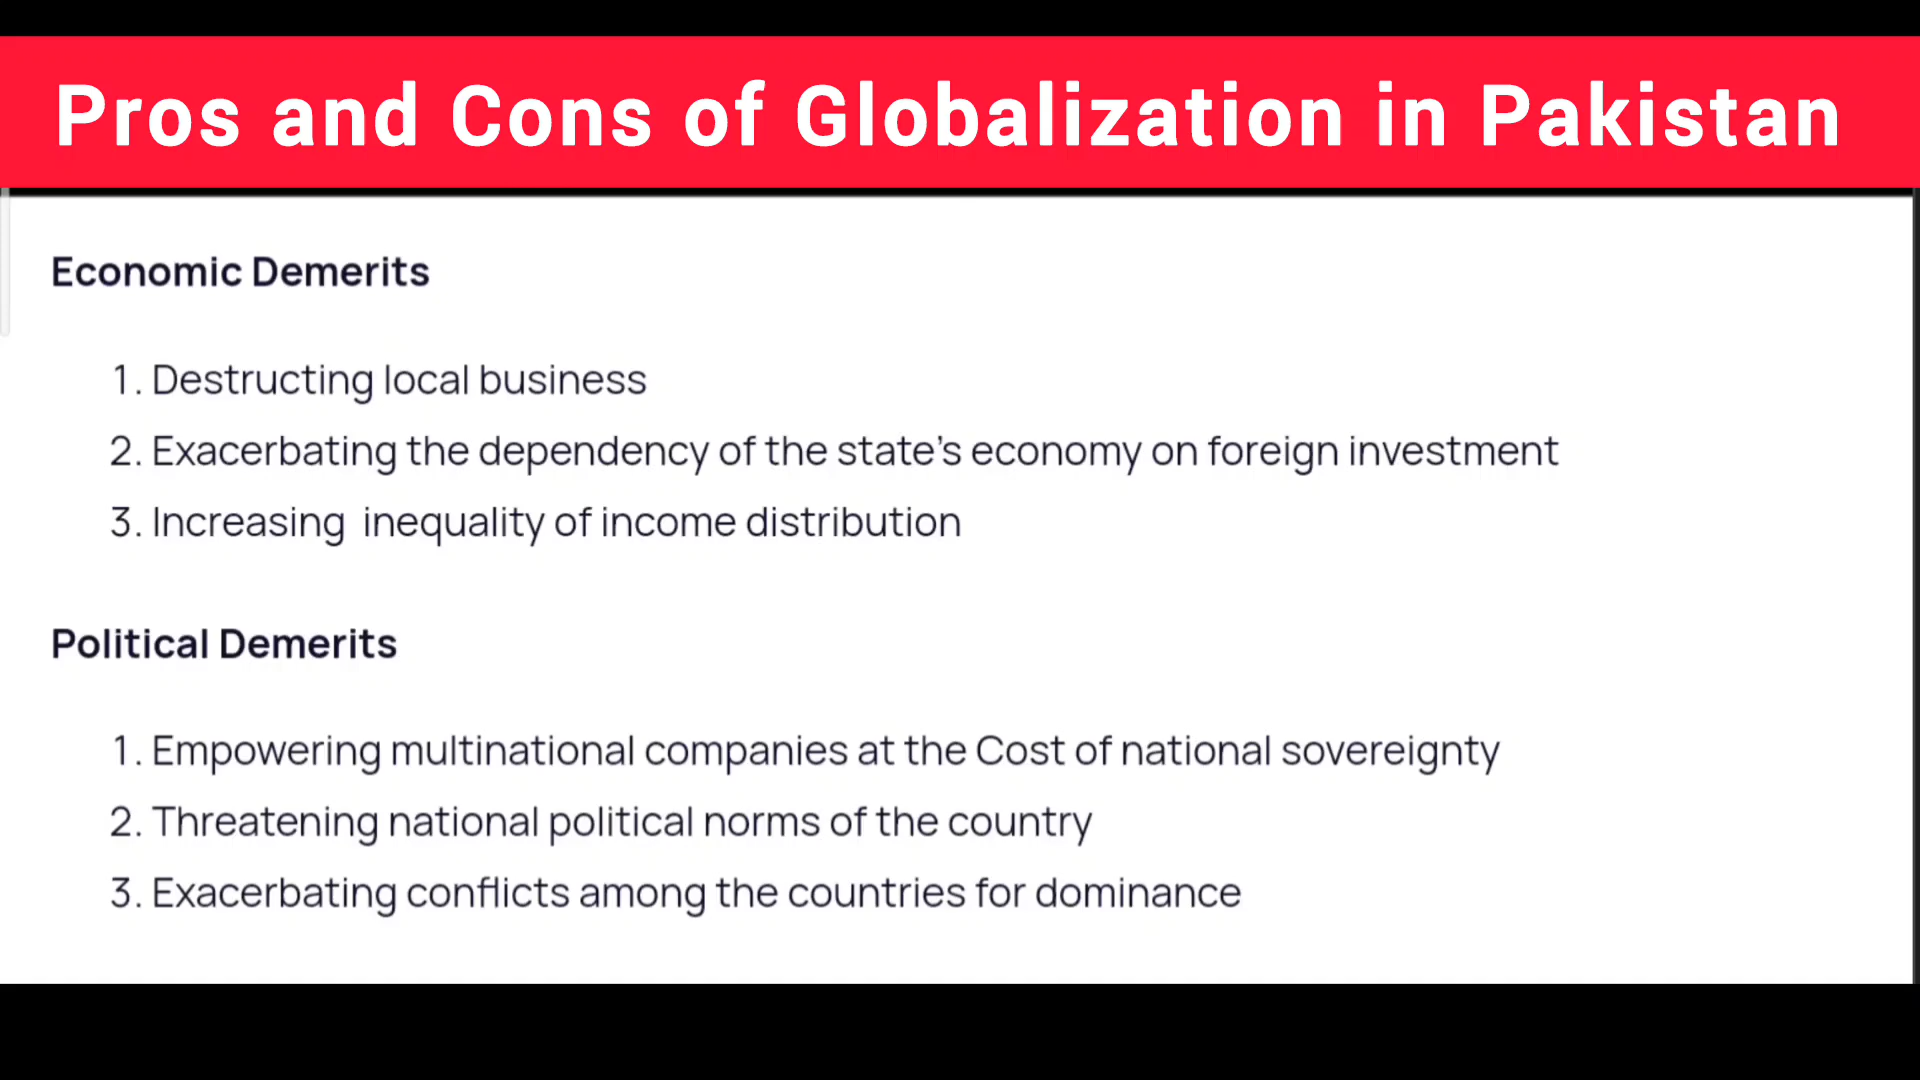 Pros and Cons of Globalization in Pakistan
Economic Demerits
1. Destructing local business
2. Exacerbating the dependency of the state's economy on foreign investment
3. Increasing  inequality of income distribution
Political Demerits
1. Empowering multinational companies at the Cost of national sovereignty
2. Threatening national political norms of the country
3. Exacerbating conflicts among the countries for dominance